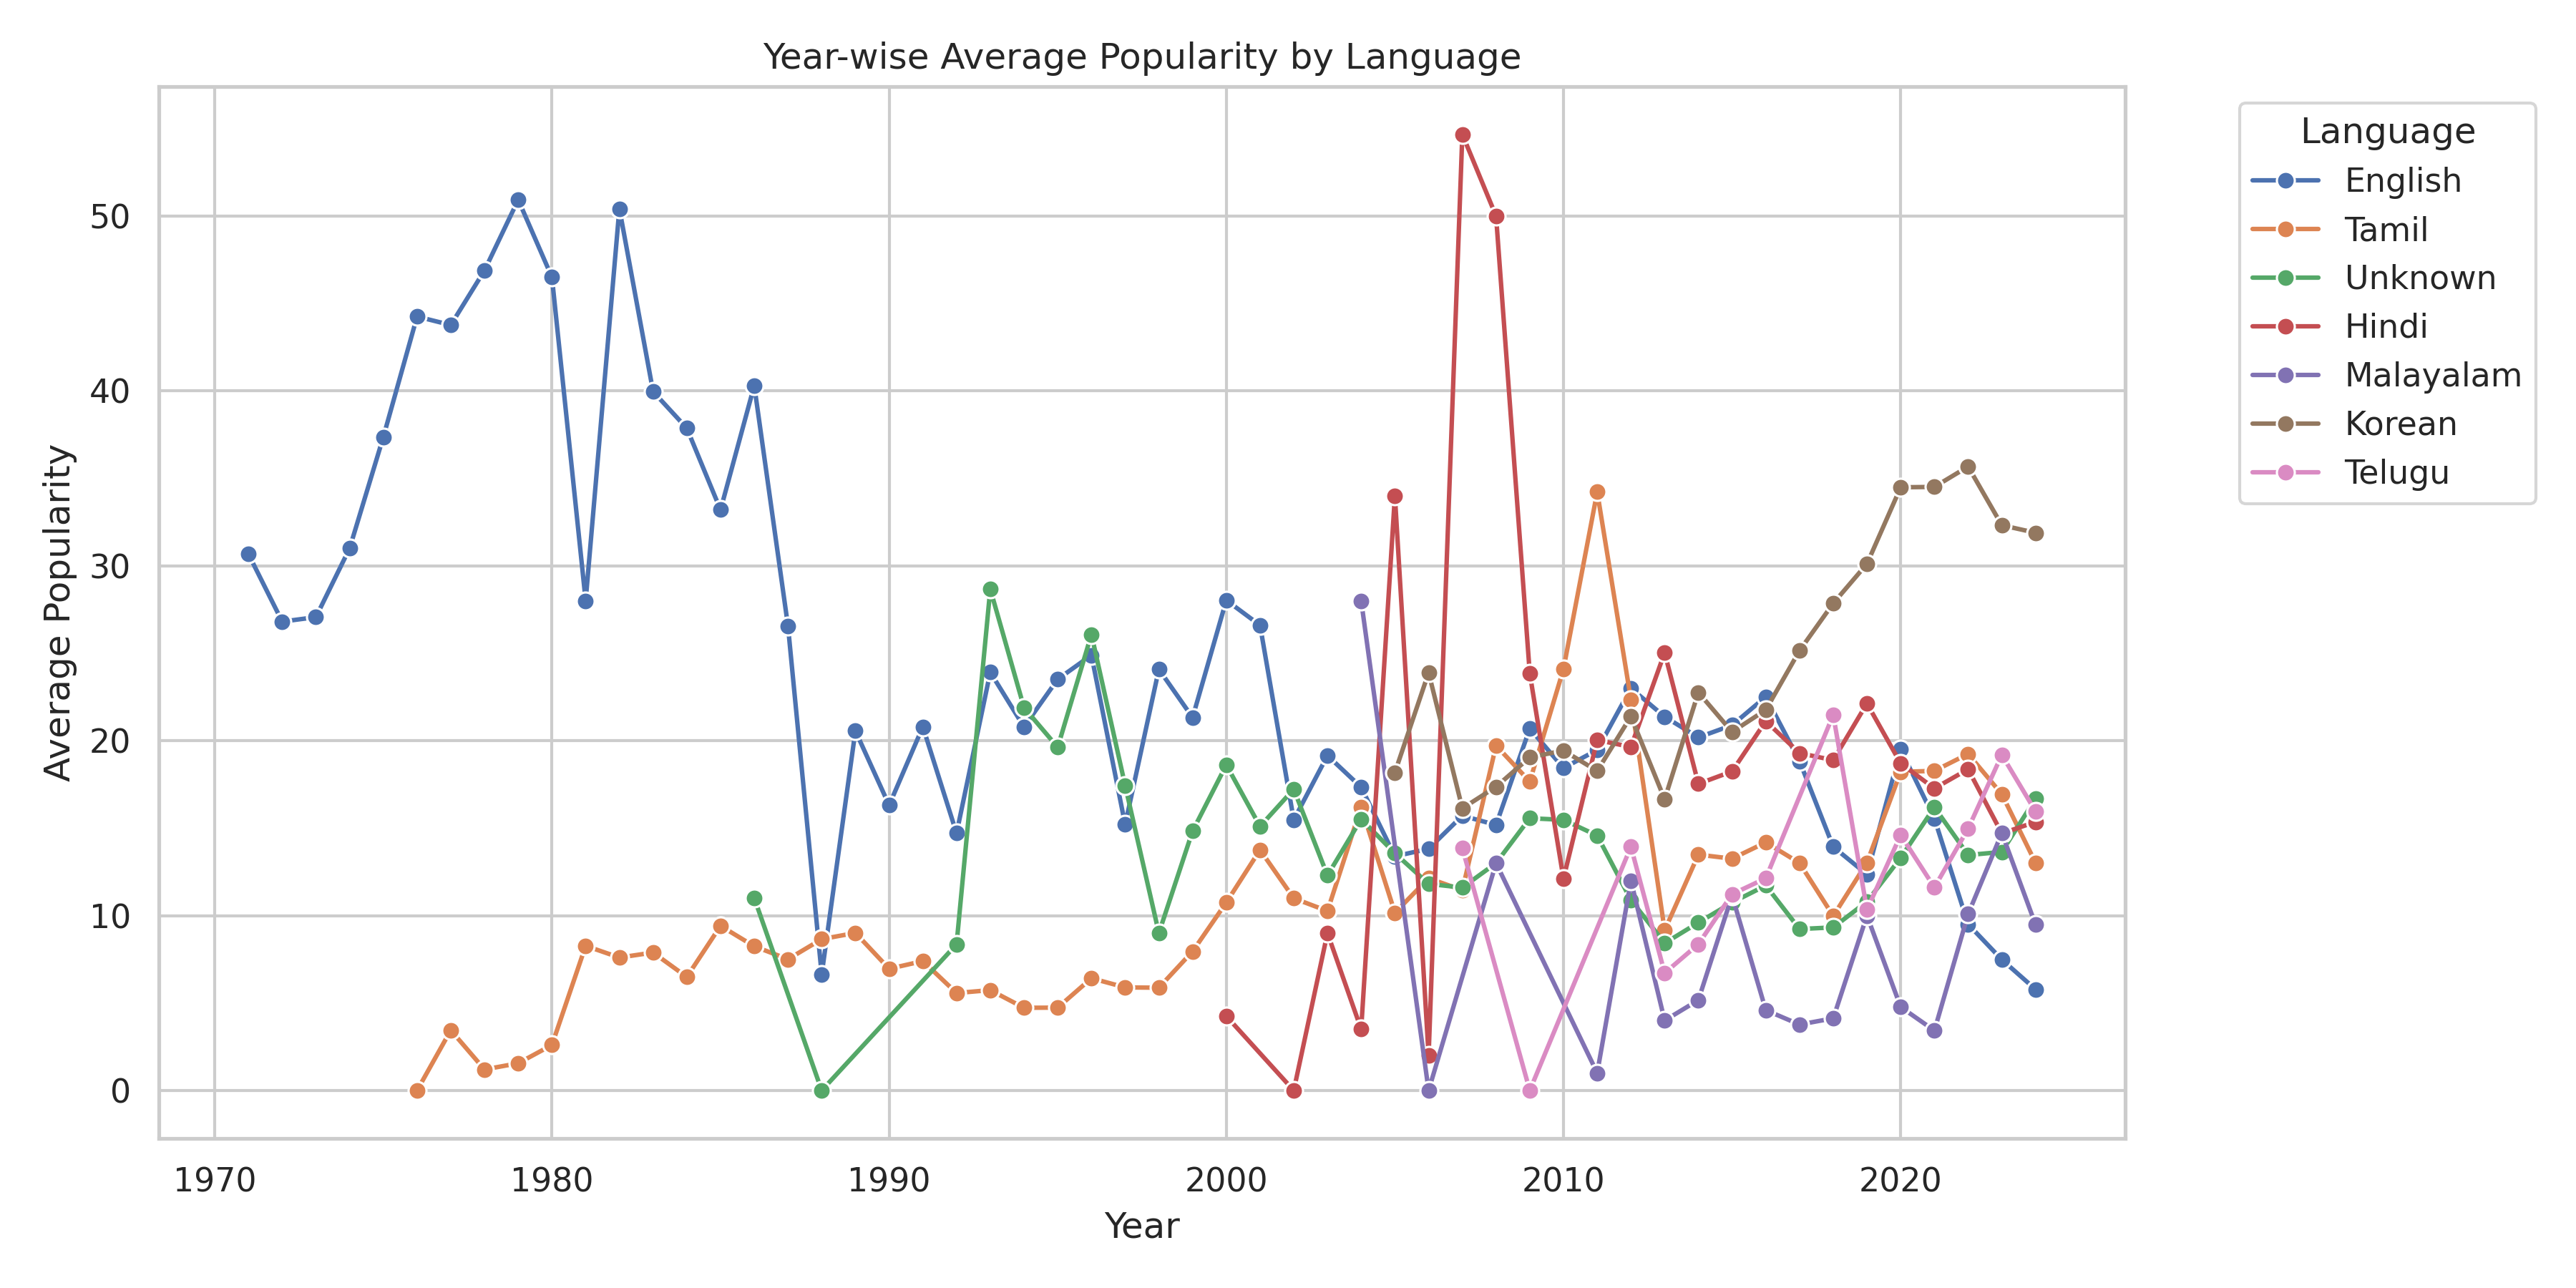 Year-wise Average Popularity by Language
Average Popularity
50
40
30
20
10
0
1970
1980
1990
2000
2010
2020
Year
Language
English
Tamil
Unknown
Hindi
Malayalam
Korean
Telugu